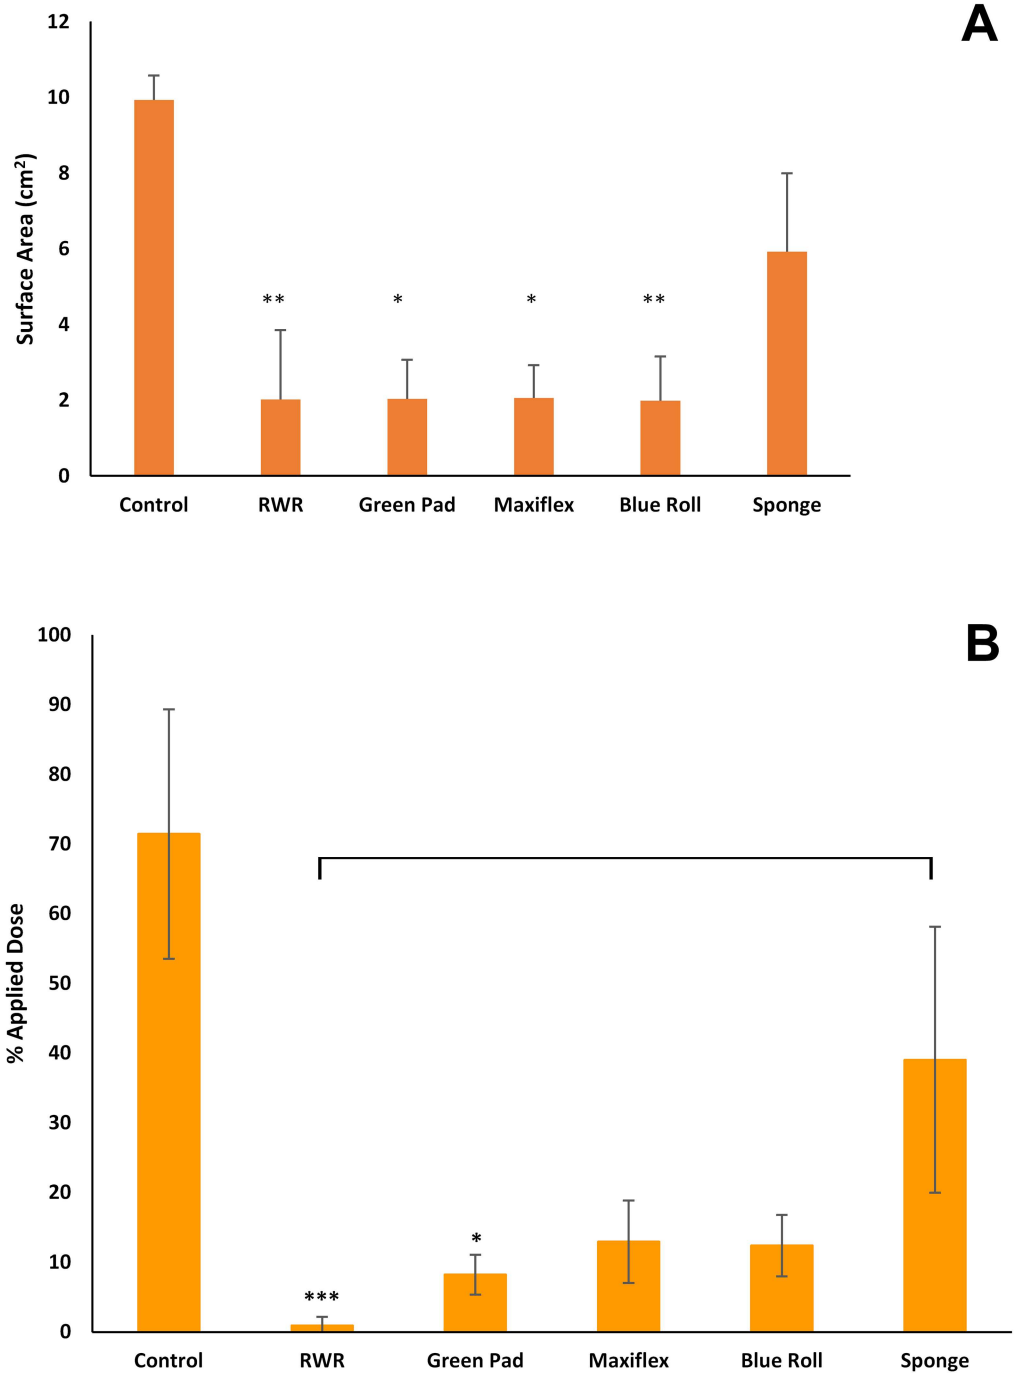 A
12
10
8
6
4
2
0
Surface Area (cm²)
** * * **
Control RWR Green Pad Maxiflex Blue Roll Sponge
B
100
90
80
70
60
50
40
30
20
10
0
% Applied Dose
*** *
Control RWR Green Pad Maxiflex Blue Roll Sponge